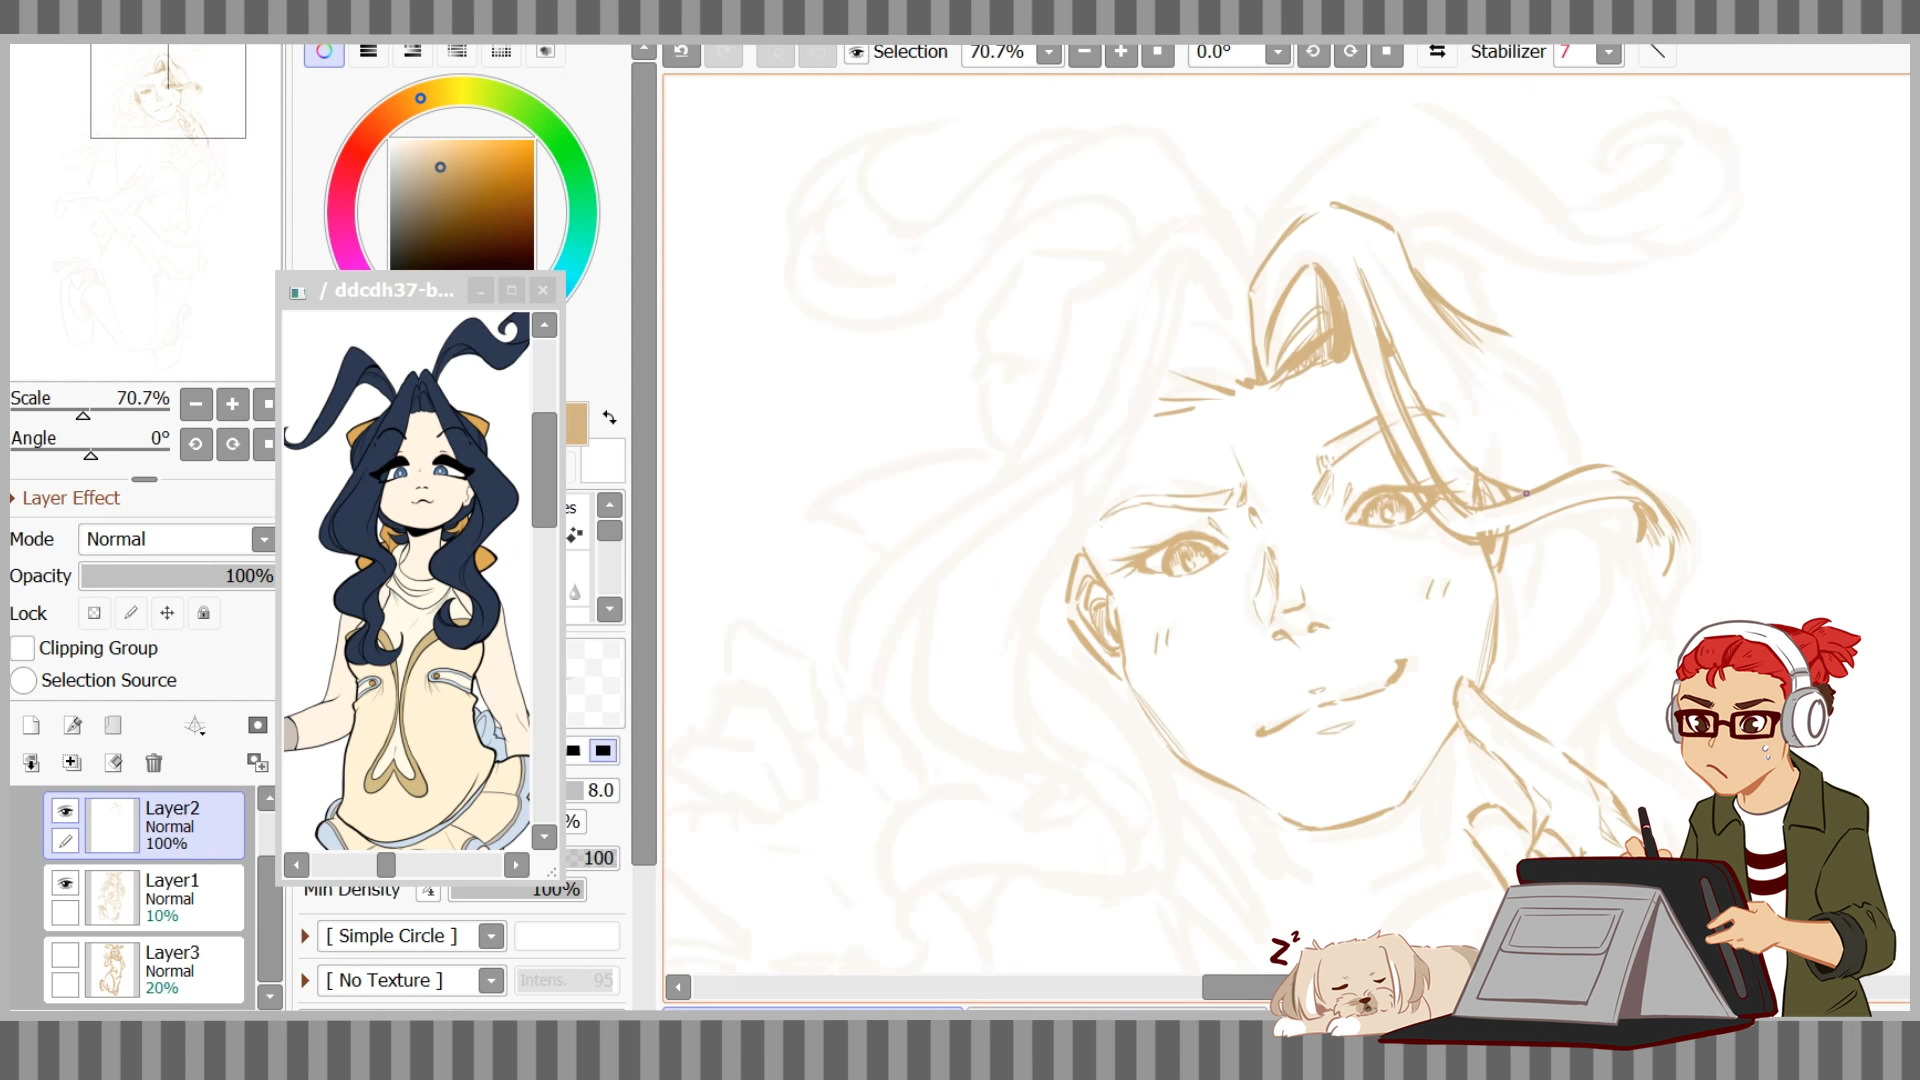 Selection
70.7%
0.0°
Stabilizer
7
/ ddcdh37-b...
Scale
70.7%
Angle
0°
Layer Effect
Mode
Normal
Opacity
100%
Lock
Clipping Group
Selection Source
Layer2
Normal
100%
Layer1
Normal
10%
Layer3
Normal
20%
es
8.0
%
100
Min Density
100%
[ Simple Circle ]
[ No Texture ]
Intens.
95
Z z